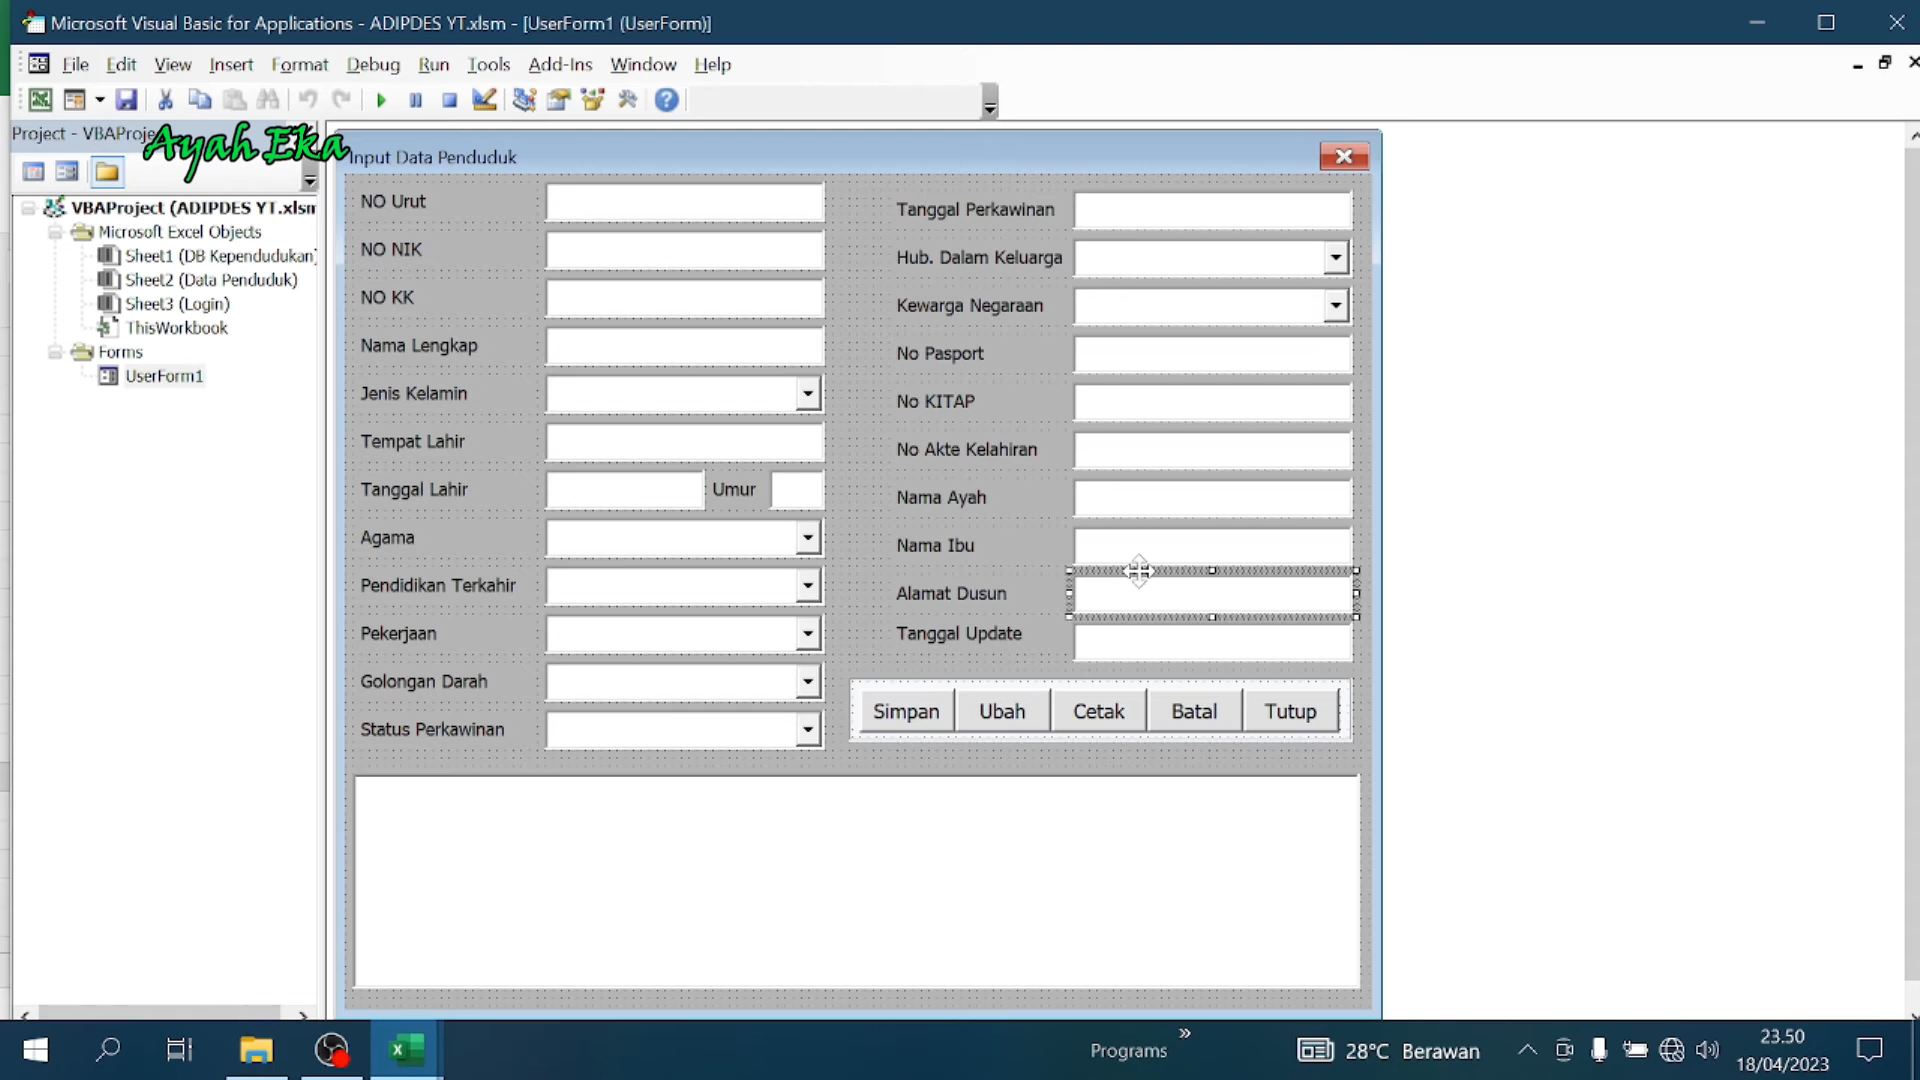 Microsoft Visual Basic for Applications - ADIPDES YT.xlsm - [UserForm1 (UserForm)]
File Edit View Insert Format Debug Run Tools Add-Ins Window Help
Project - VBAProje
Ayah Eka
VBAProject (ADIPDES YT.xlsm
Microsoft Excel Objects
Sheet1 (DB Kependudukan)
Sheet2 (Data Penduduk)
Sheet3 (Login)
ThisWorkbook
Forms
UserForm1
Input Data Penduduk
NO Urut
NO NIK
NO KK
Nama Lengkap
Jenis Kelamin
Tempat Lahir
Tanggal Lahir Umur
Agama
Pendidikan Terkahir
Pekerjaan
Golongan Darah
Status Perkawinan
Tanggal Perkawinan
Hub. Dalam Keluarga
Kewarga Negaraan
No Pasport
No KITAP
No Akte Kelahiran
Nama Ayah
Nama Ibu
Alamat Dusun
Tanggal Update
Simpan Ubah Cetak Batal Tutup
Programs
28°C Berawan
23.50
18/04/2023